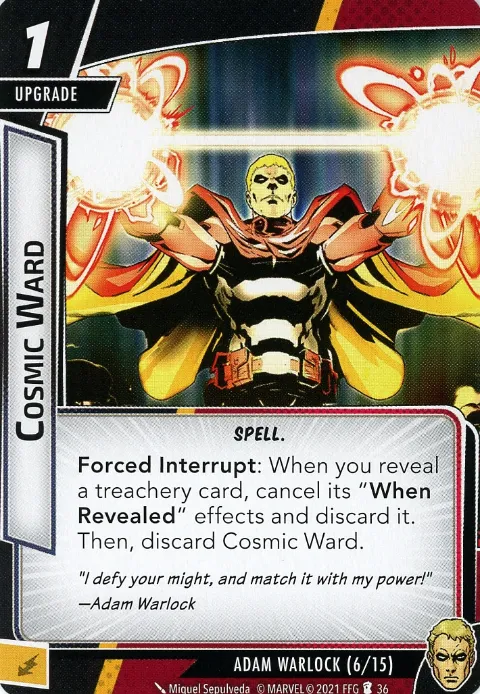 1
UPGRADE
COSMIC WARD
SPELL.
Forced Interrupt: When you reveal
a treachery card, cancel its “When
Revealed” effects and discard it.
Then, discard Cosmic Ward.
"I defy your might, and match it with my power!"
—Adam Warlock
ADAM WARLOCK (6/15)
Miguel Sepulveda © MARVEL © 2021 FFG 36